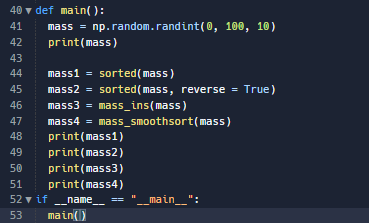 40 def main():
41 mass = np.random.randint(0, 100, 10)
42 print(mass)
43
44 mass1 = sorted(mass)
45 mass2 = sorted(mass, reverse = True)
46 mass3 = mass_ins(mass)
47 mass4 = mass_smoothsort(mass)
48 print(mass1)
49 print(mass2)
50 print(mass3)
51 print(mass4)
52 if __name__ == "__main__":
53 main()